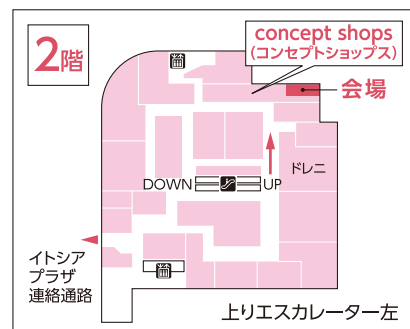 2階
concept shops
(コンセプトショップス)
会場
ドレニ
DOWN UP
イトシア
プラザ
連絡通路
上りエスカレーター左